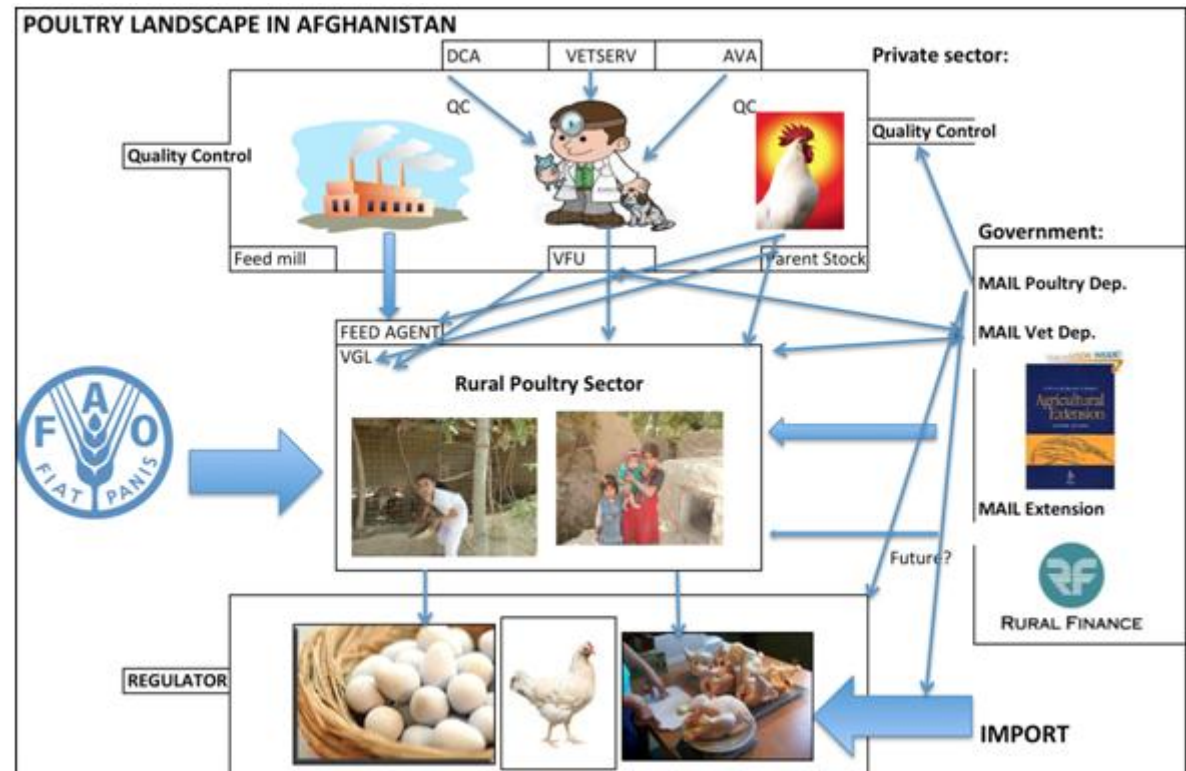 POULTRY LANDSCAPE IN AFGHANISTAN
DCA
VETSERV
AVA
Private sector:
QC
QC
Quality Control
Quality Control
Feed mill
VFU
Parent Stock
Government:
MAIL Poultry Dep.
MAIL Vet Dep.
FEED AGENT
VGL
Rural Poultry Sector
Agricultural
Extension
FAO
FIAT PANIS
MAIL Extension
Future?
RF
RURAL FINANCE
REGULATOR
IMPORT